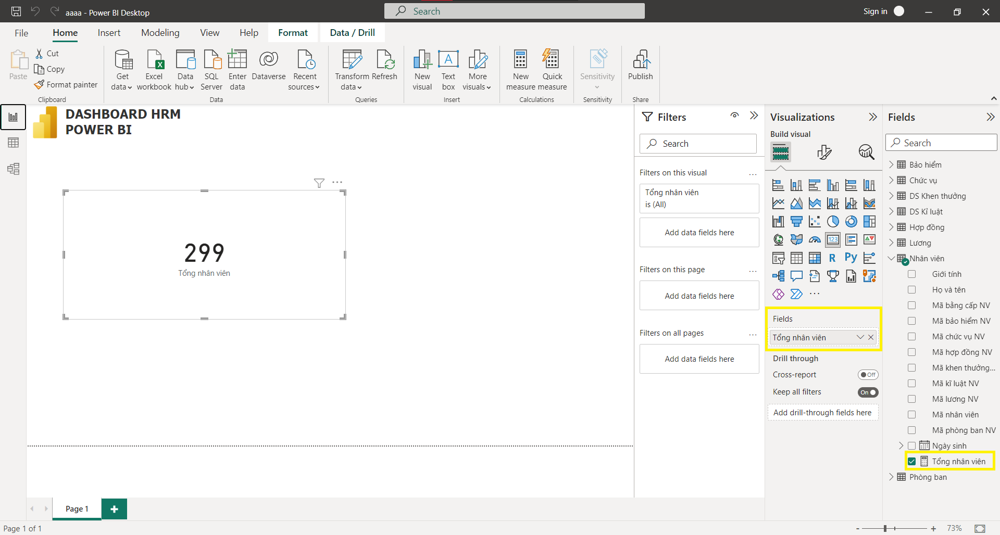 aaaa - Power BI Desktop
Search
Sign in
File
Home
Insert
Modeling
View
Help
Format
Data / Drill
Paste
Cut
Copy
Format painter
Clipboard
Get
data
Excel
workbook
Data
hub
SQL
Server
Enter
data
Dataverse
Recent
sources
Data
Transform
data
Refresh
Queries
New
visual
A
Text
box
More
visuals
Insert
New
measure
Quick
measure
Calculations
Sensitivity
Sensitivity
Publish
Share
DASHBOARD HRM
POWER BI
299
Tổng nhân viên
Filters
Search
Filters on this visual
...
Tổng nhân viên
is (All)
Add data fields here
Filters on this page
...
Add data fields here
Filters on all pages
...
Add data fields here
Visualizations
Build visual
123
R
Py
...
Fields
Tổng nhân viên
Drill through
Cross-report
Off
Keep all filters
On
Add drill-through fields here
Fields
Search
Bảo hiểm
Chức vụ
DS Khen thưởng
DS Kỉ luật
Hợp đồng
Lương
Nhân viên
Giới tính
Họ và tên
Mã bằng cấp NV
Mã bảo hiểm NV
Mã chức vụ NV
Mã hợp đồng NV
Mã khen thưởng...
Mã kĩ luật NV
Mã lương NV
Mã nhân viên
Mã phòng ban NV
Ngày sinh
Tổng nhân viên
Phòng ban
Page 1
+
Page 1 of 1
- + 73%